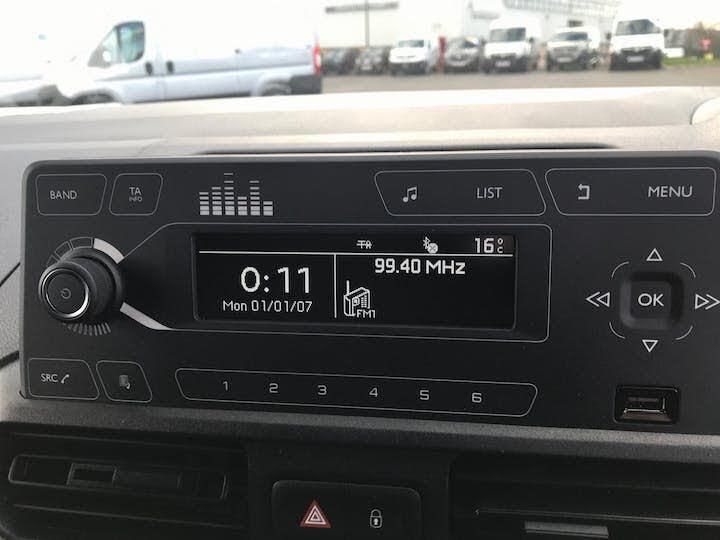 BAND
TA
INFO
LIST
MENU
TA 16°C
0:11
Mon 01/01/07
99.40 MHz
FM1
OK
SRC
1 2 3 4 5 6